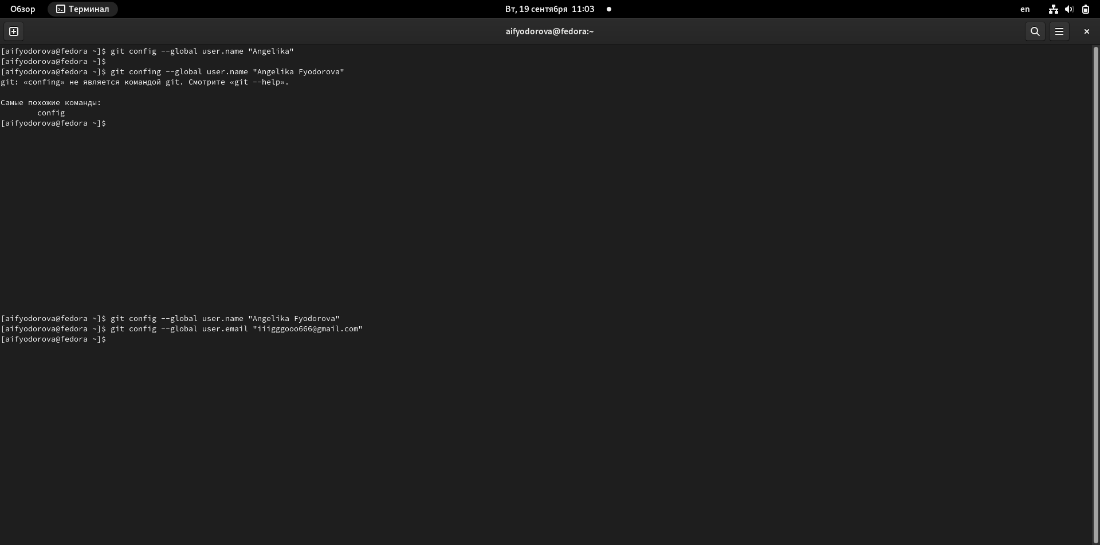 Обзор Терминал Вт, 19 сентября 11:03 en
aifyodorova@fedora:~
[aifyodorova@fedora ~]$ git config --global user.name "Angelika"
[aifyodorova@fedora ~]$
[aifyodorova@fedora ~]$ git confing --global user.name "Angelika Fyodorova"
git: «confing» не является командой git. Смотрите «git --help».
Самые похожие команды:
config
[aifyodorova@fedora ~]$
[aifyodorova@fedora ~]$ git config --global user.name "Angelika Fyodorova"
[aifyodorova@fedora ~]$ git config --global user.email "iiigggooo666@gmail.com"
[aifyodorova@fedora ~]$